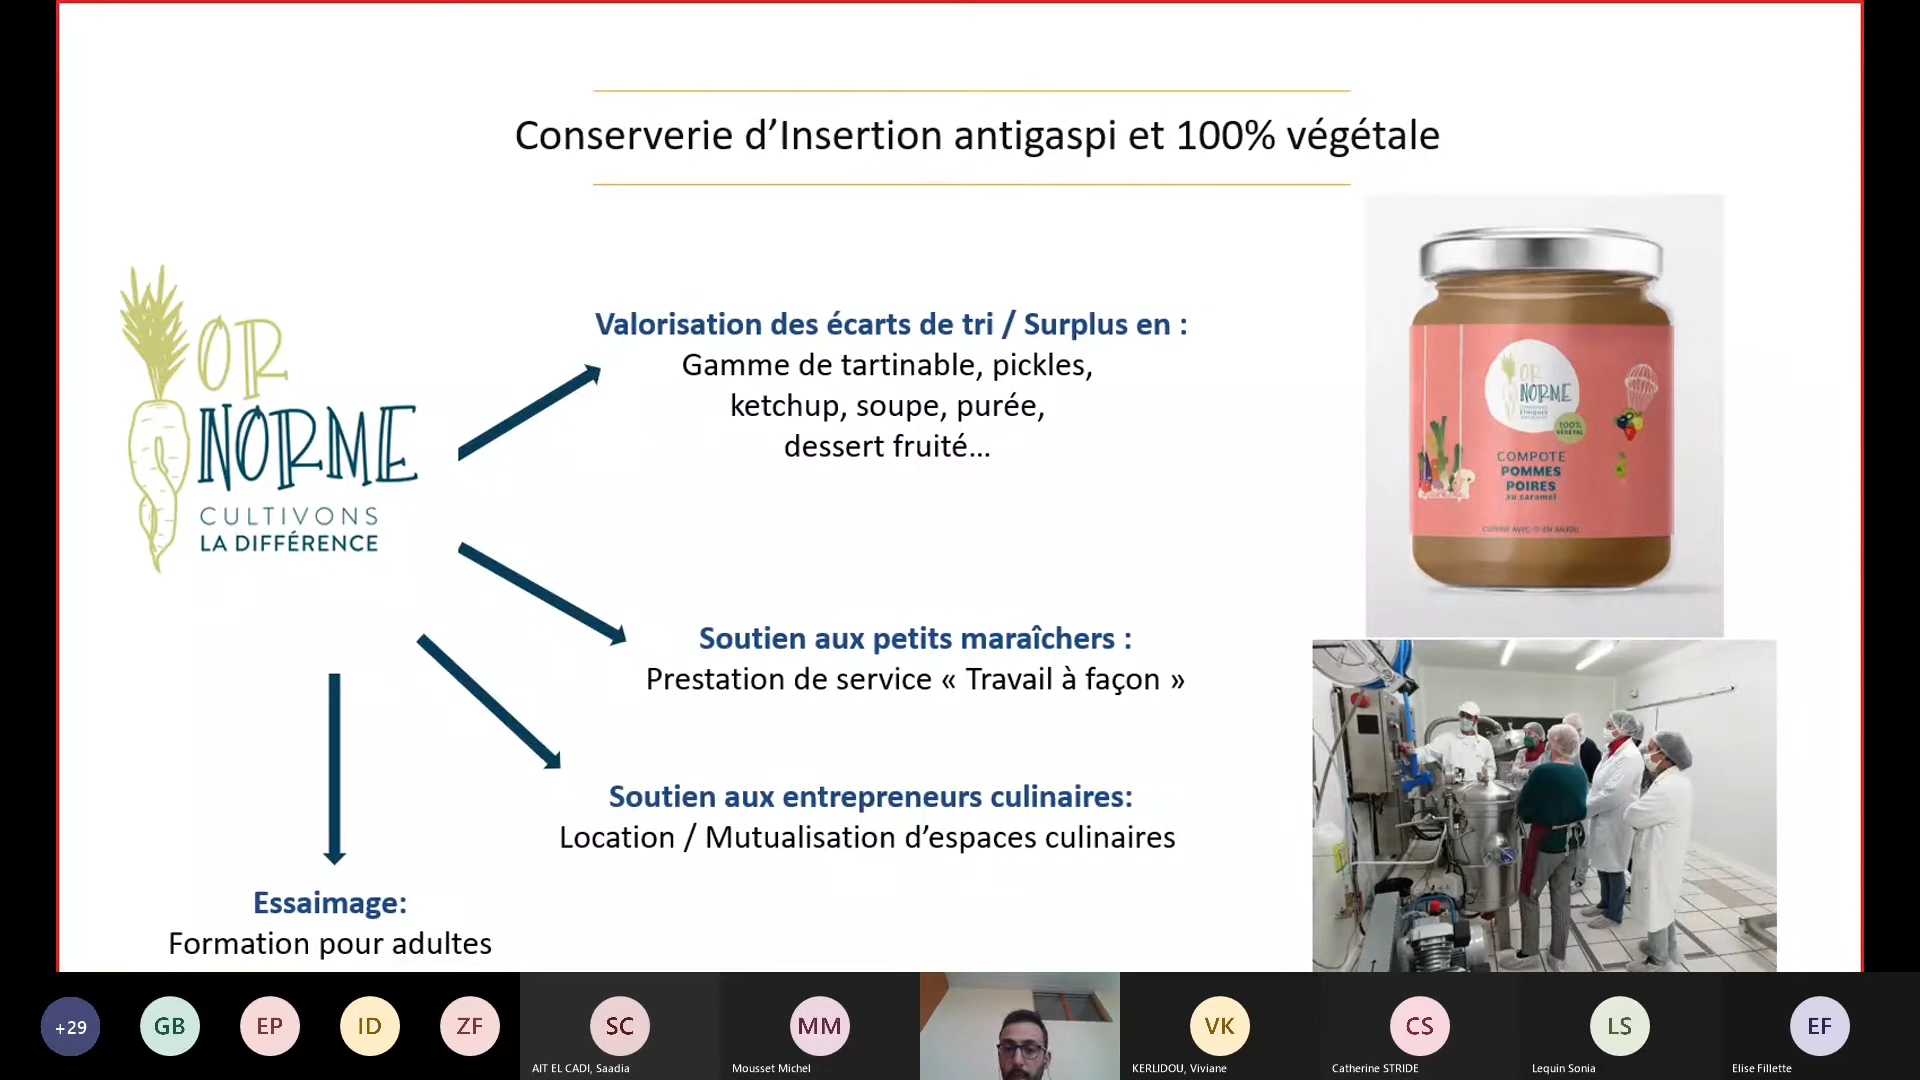 Conserverie d’Insertion antigaspi et 100% végétale
OR
NORME
CULTIVONS
LA DIFFÉRENCE
Valorisation des écarts de tri / Surplus en :
Gamme de tartinable, pickles,
ketchup, soupe, purée,
dessert fruité...
Soutien aux petits maraîchers :
Prestation de service « Travail à façon »
Soutien aux entrepreneurs culinaires:
Location / Mutualisation d’espaces culinaires
Essaimage:
Formation pour adultes
OR
NORME
100%
VÉGÉTAL
COMPOTE
POMMES
POIRES
au caramel
+29
GB
EP
ID
ZF
SC
AIT EL CADI, Saadia
MM
Mousset Michel
VK
KERLIDOU, Viviane
CS
Catherine STRIDE
LS
Lequin Sonia
EF
Elise Fillette